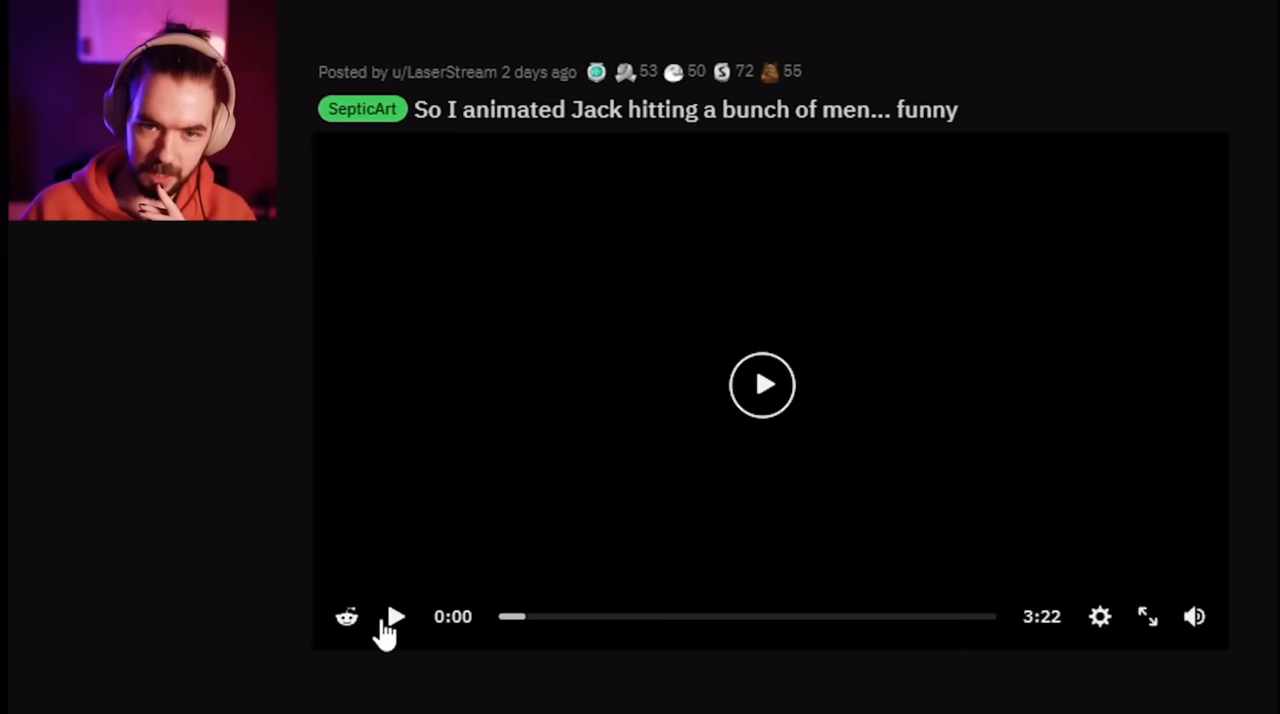 Posted by u/LaserStream 2 days ago 53 50 S 72 55
SepticArt So I animated Jack hitting a bunch of men... funny
0:00 3:22